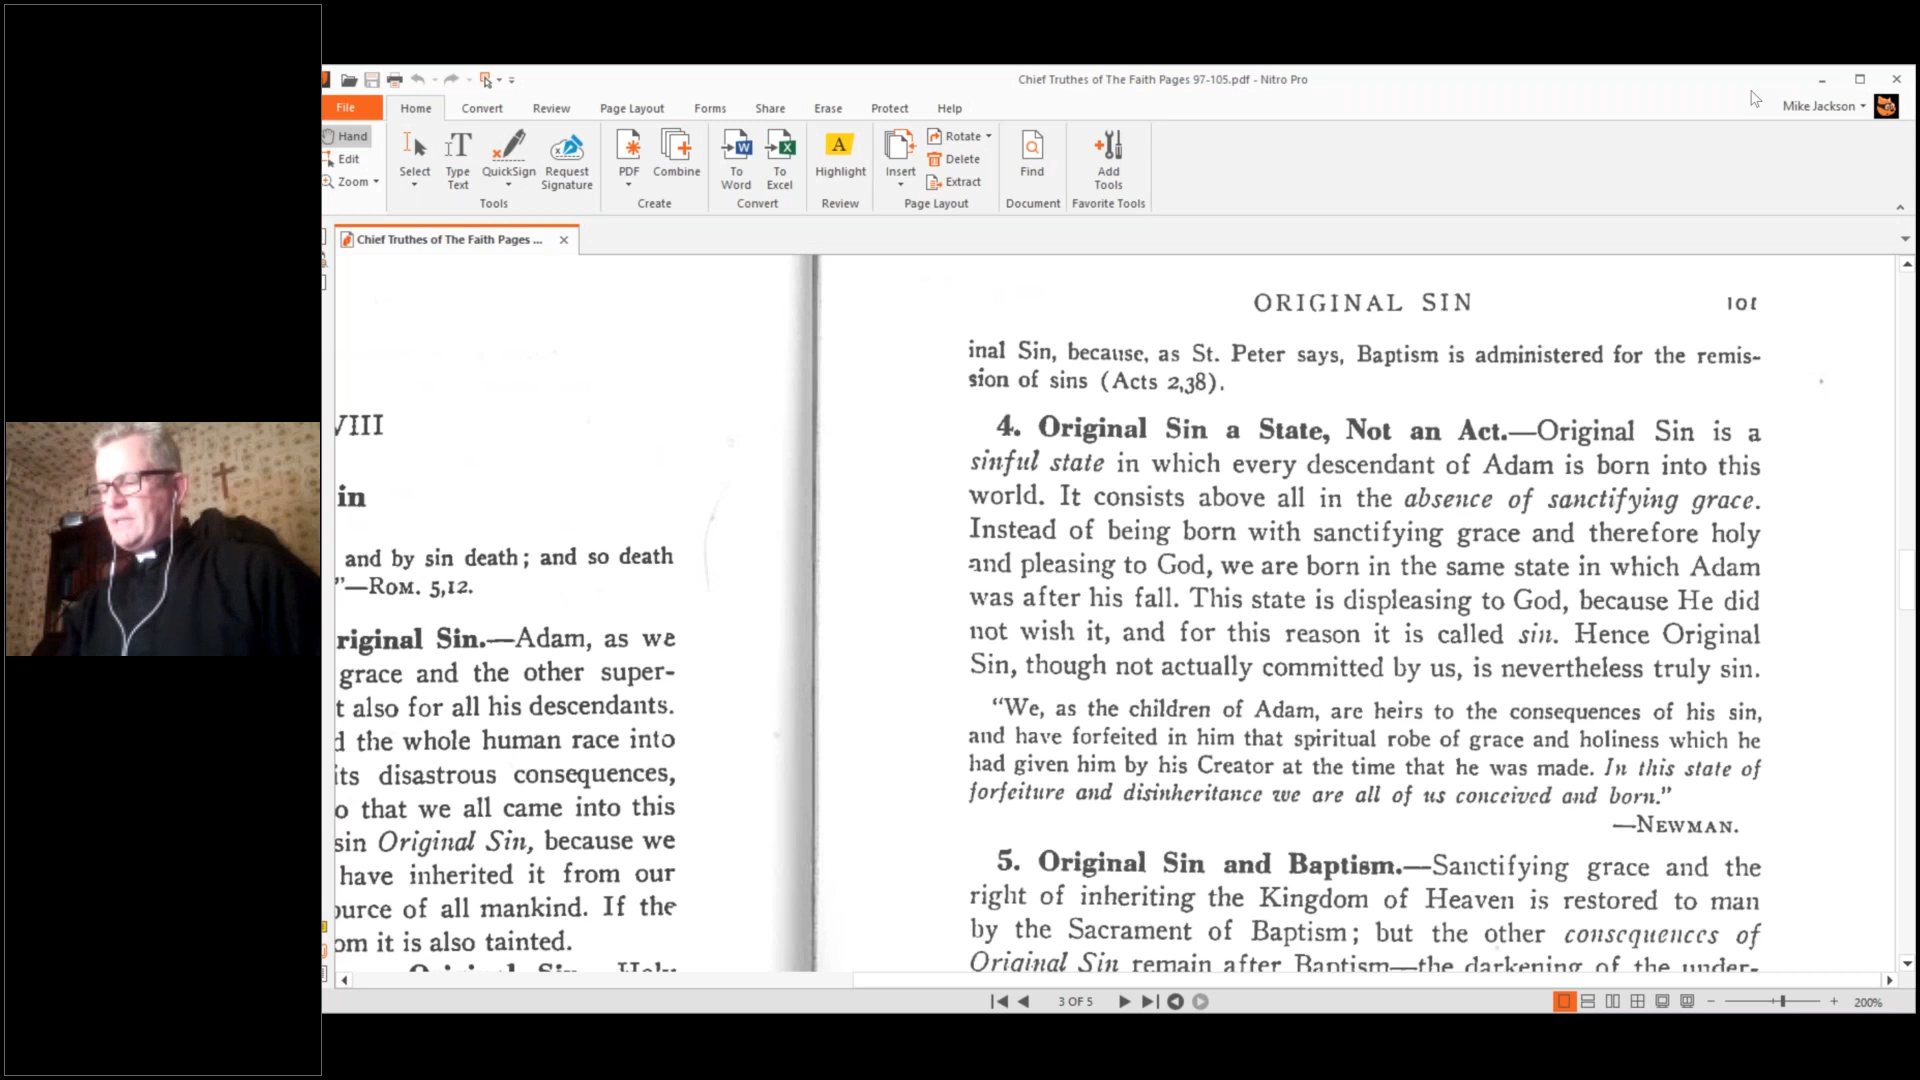 Chief Truthes of The Faith Pages 97-105.pdf - Nitro Pro
File
Home
Convert
Review
Page Layout
Forms
Share
Erase
Protect
Help
Mike Jackson
Hand
Edit
Zoom
Select
Type Text
QuickSign
Request Signature
Tools
PDF
Combine
Create
To Word
To Excel
Convert
Highlight
Review
Insert
Rotate
Delete
Extract
Page Layout
Find
Document
Add Tools
Favorite Tools
Chief Truthes of The Faith Pages ...
VIII
in
and by sin death; and so death
"—ROM. 5,12.
riginal Sin.—Adam, as we
grace and the other super-
t also for all his descendants.
d the whole human race into
its disastrous consequences,
o that we all came into this
sin Original Sin, because we
have inherited it from our
ource of all mankind. If the
om it is also tainted.
ORIGINAL SIN 101
inal Sin, because, as St. Peter says, Baptism is administered for the remis-
sion of sins (Acts 2,38).
4. Original Sin a State, Not an Act.—Original Sin is a
sinful state in which every descendant of Adam is born into this
world. It consists above all in the absence of sanctifying grace.
Instead of being born with sanctifying grace and therefore holy
and pleasing to God, we are born in the same state in which Adam
was after his fall. This state is displeasing to God, because He did
not wish it, and for this reason it is called sin. Hence Original
Sin, though not actually committed by us, is nevertheless truly sin.
"We, as the children of Adam, are heirs to the consequences of his sin,
and have forfeited in him that spiritual robe of grace and holiness which he
had given him by his Creator at the time that he was made. In this state of
forfeiture and disinheritance we are all of us conceived and born."
—NEWMAN.
5. Original Sin and Baptism.—Sanctifying grace and the
right of inheriting the Kingdom of Heaven is restored to man
by the Sacrament of Baptism; but the other consequences of
Original Sin remain after Baptism—the darkening of the under-
3 OF 5
200%